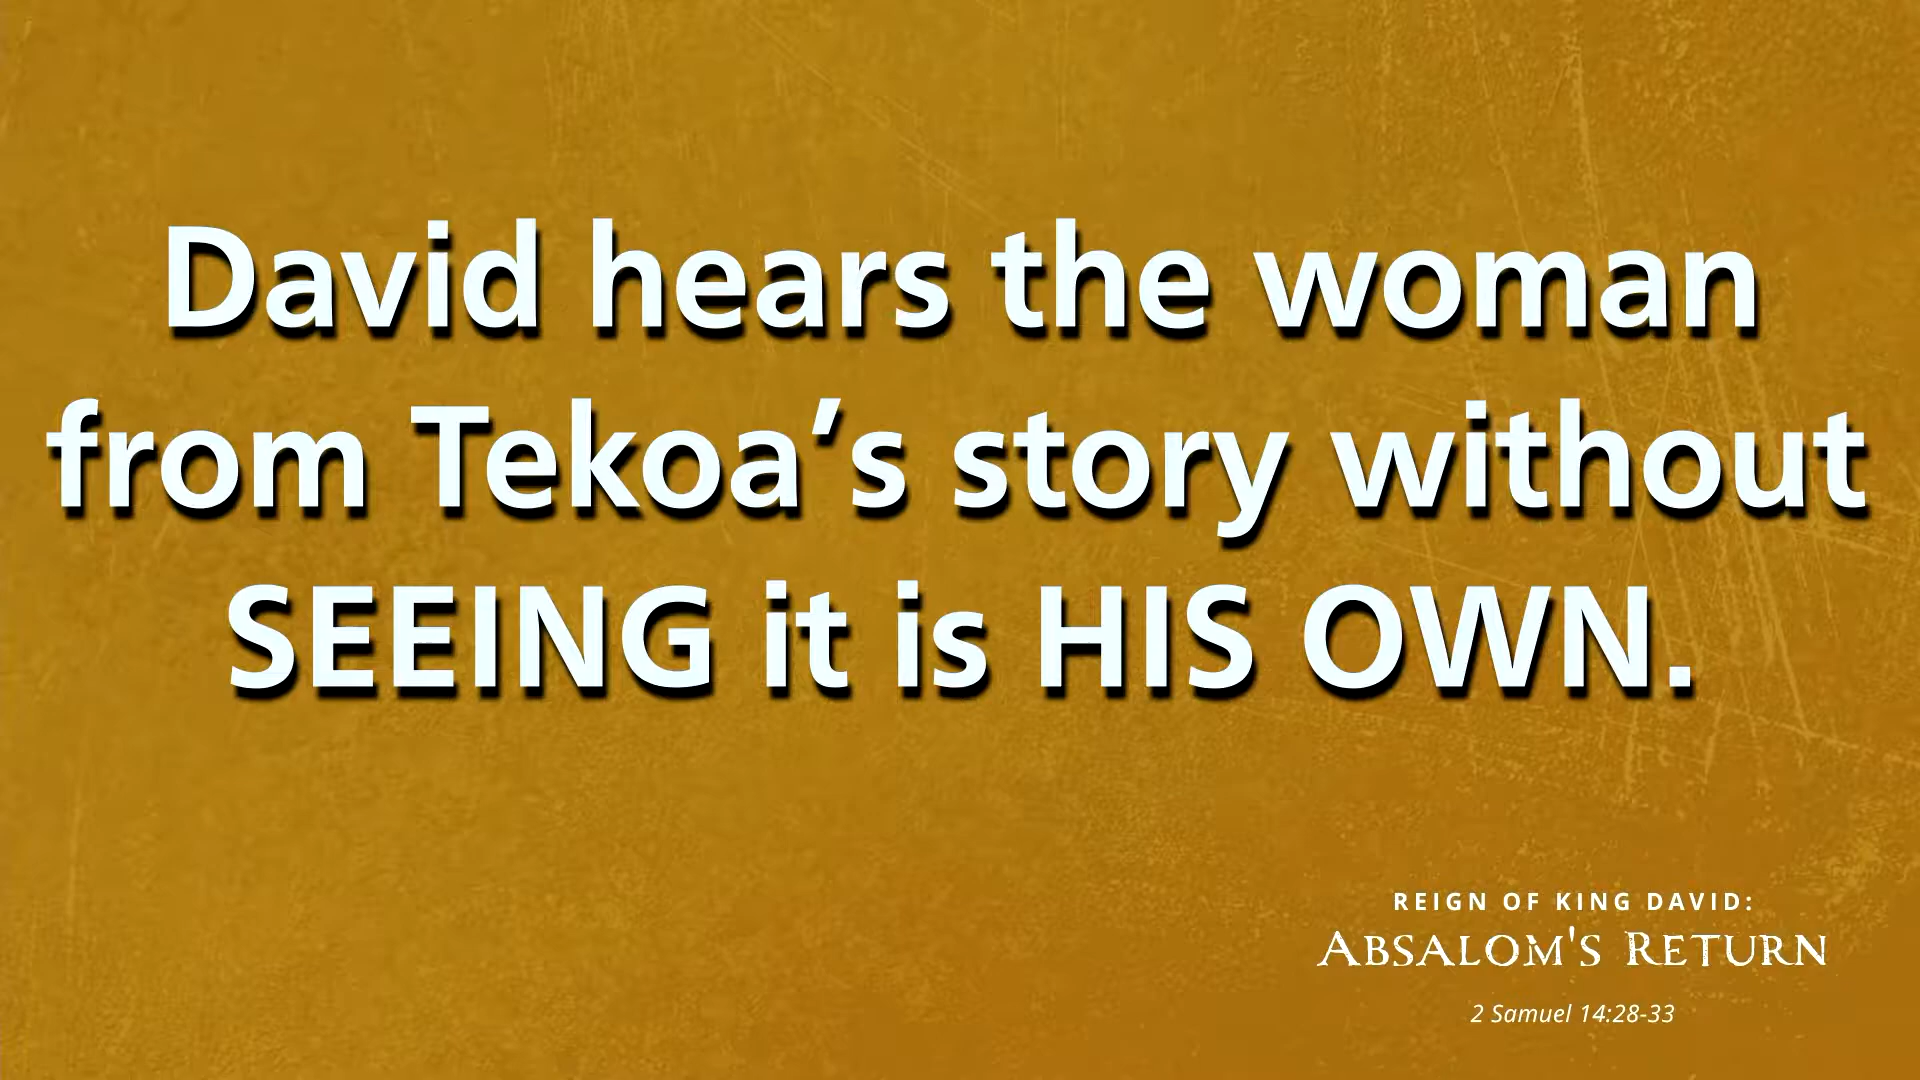 David hears the woman
from Tekoa’s story without
SEEING it is HIS OWN.
REIGN OF KING DAVID:
ABSALOM'S RETURN
2 Samuel 14:28-33